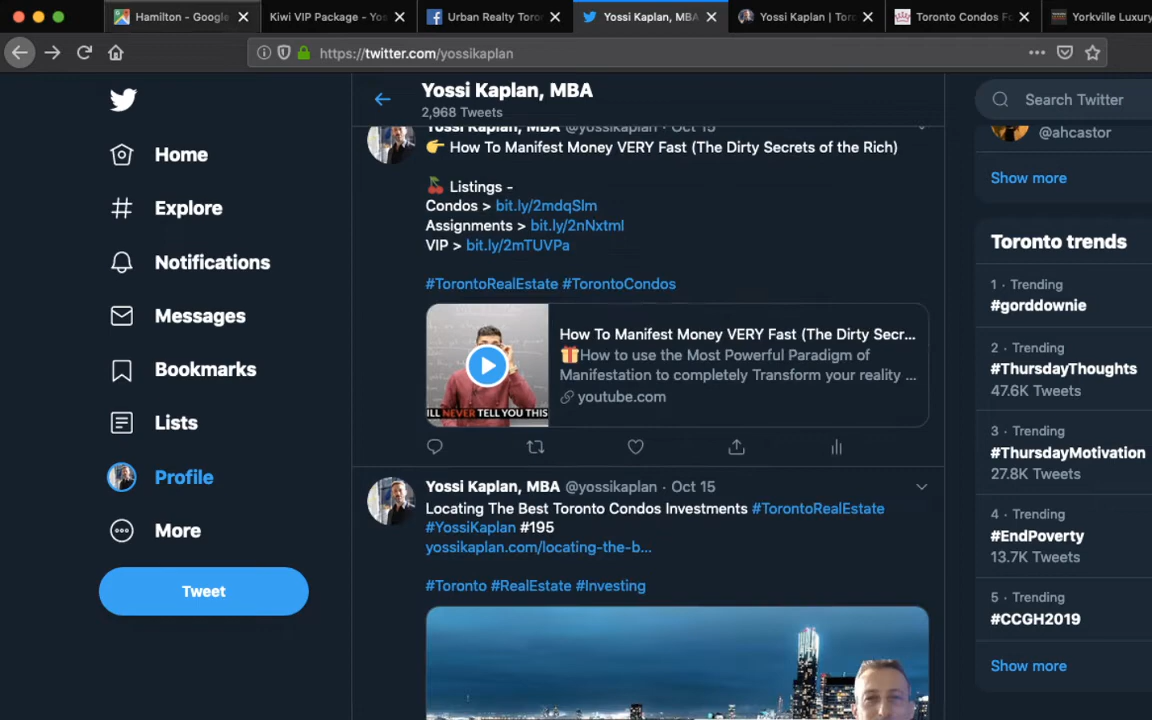 Hamilton - Google
Kiwi VIP Package - Yos
Urban Realty Toro
Yossi Kaplan, MBA
Yossi Kaplan | Tor
Toronto Condos F
Yorkville Luxury
https://twitter.com/yossikaplan
Yossi Kaplan, MBA
2,968 Tweets
Search Twitter
Home
Explore
Notifications
Messages
Bookmarks
Lists
Profile
More
Tweet
Yossi Kaplan, MBA @yossikaplan · Oct 15
👉 How To Manifest Money VERY Fast (The Dirty Secrets of the Rich)
🍒 Listings -
Condos > bit.ly/2mdqSlm
Assignments > bit.ly/2nNxtmI
VIP > bit.ly/2mTUVPa
#TorontoRealEstate #TorontoCondos
ILL NEVER TELL YOU THIS
How To Manifest Money VERY Fast (The Dirty Secr...
🎁How to use the Most Powerful Paradigm of
Manifestation to completely Transform your reality ...
youtube.com
Yossi Kaplan, MBA @yossikaplan · Oct 15
Locating The Best Toronto Condos Investments #TorontoRealEstate
#YossiKaplan #195
yossikaplan.com/locating-the-b...
#Toronto #RealEstate #Investing
@ahcastor
Show more
Toronto trends
1 · Trending
#gorddownie
2 · Trending
#ThursdayThoughts
47.6K Tweets
3 · Trending
#ThursdayMotivation
27.8K Tweets
4 · Trending
#EndPoverty
13.7K Tweets
5 · Trending
#CCGH2019
Show more